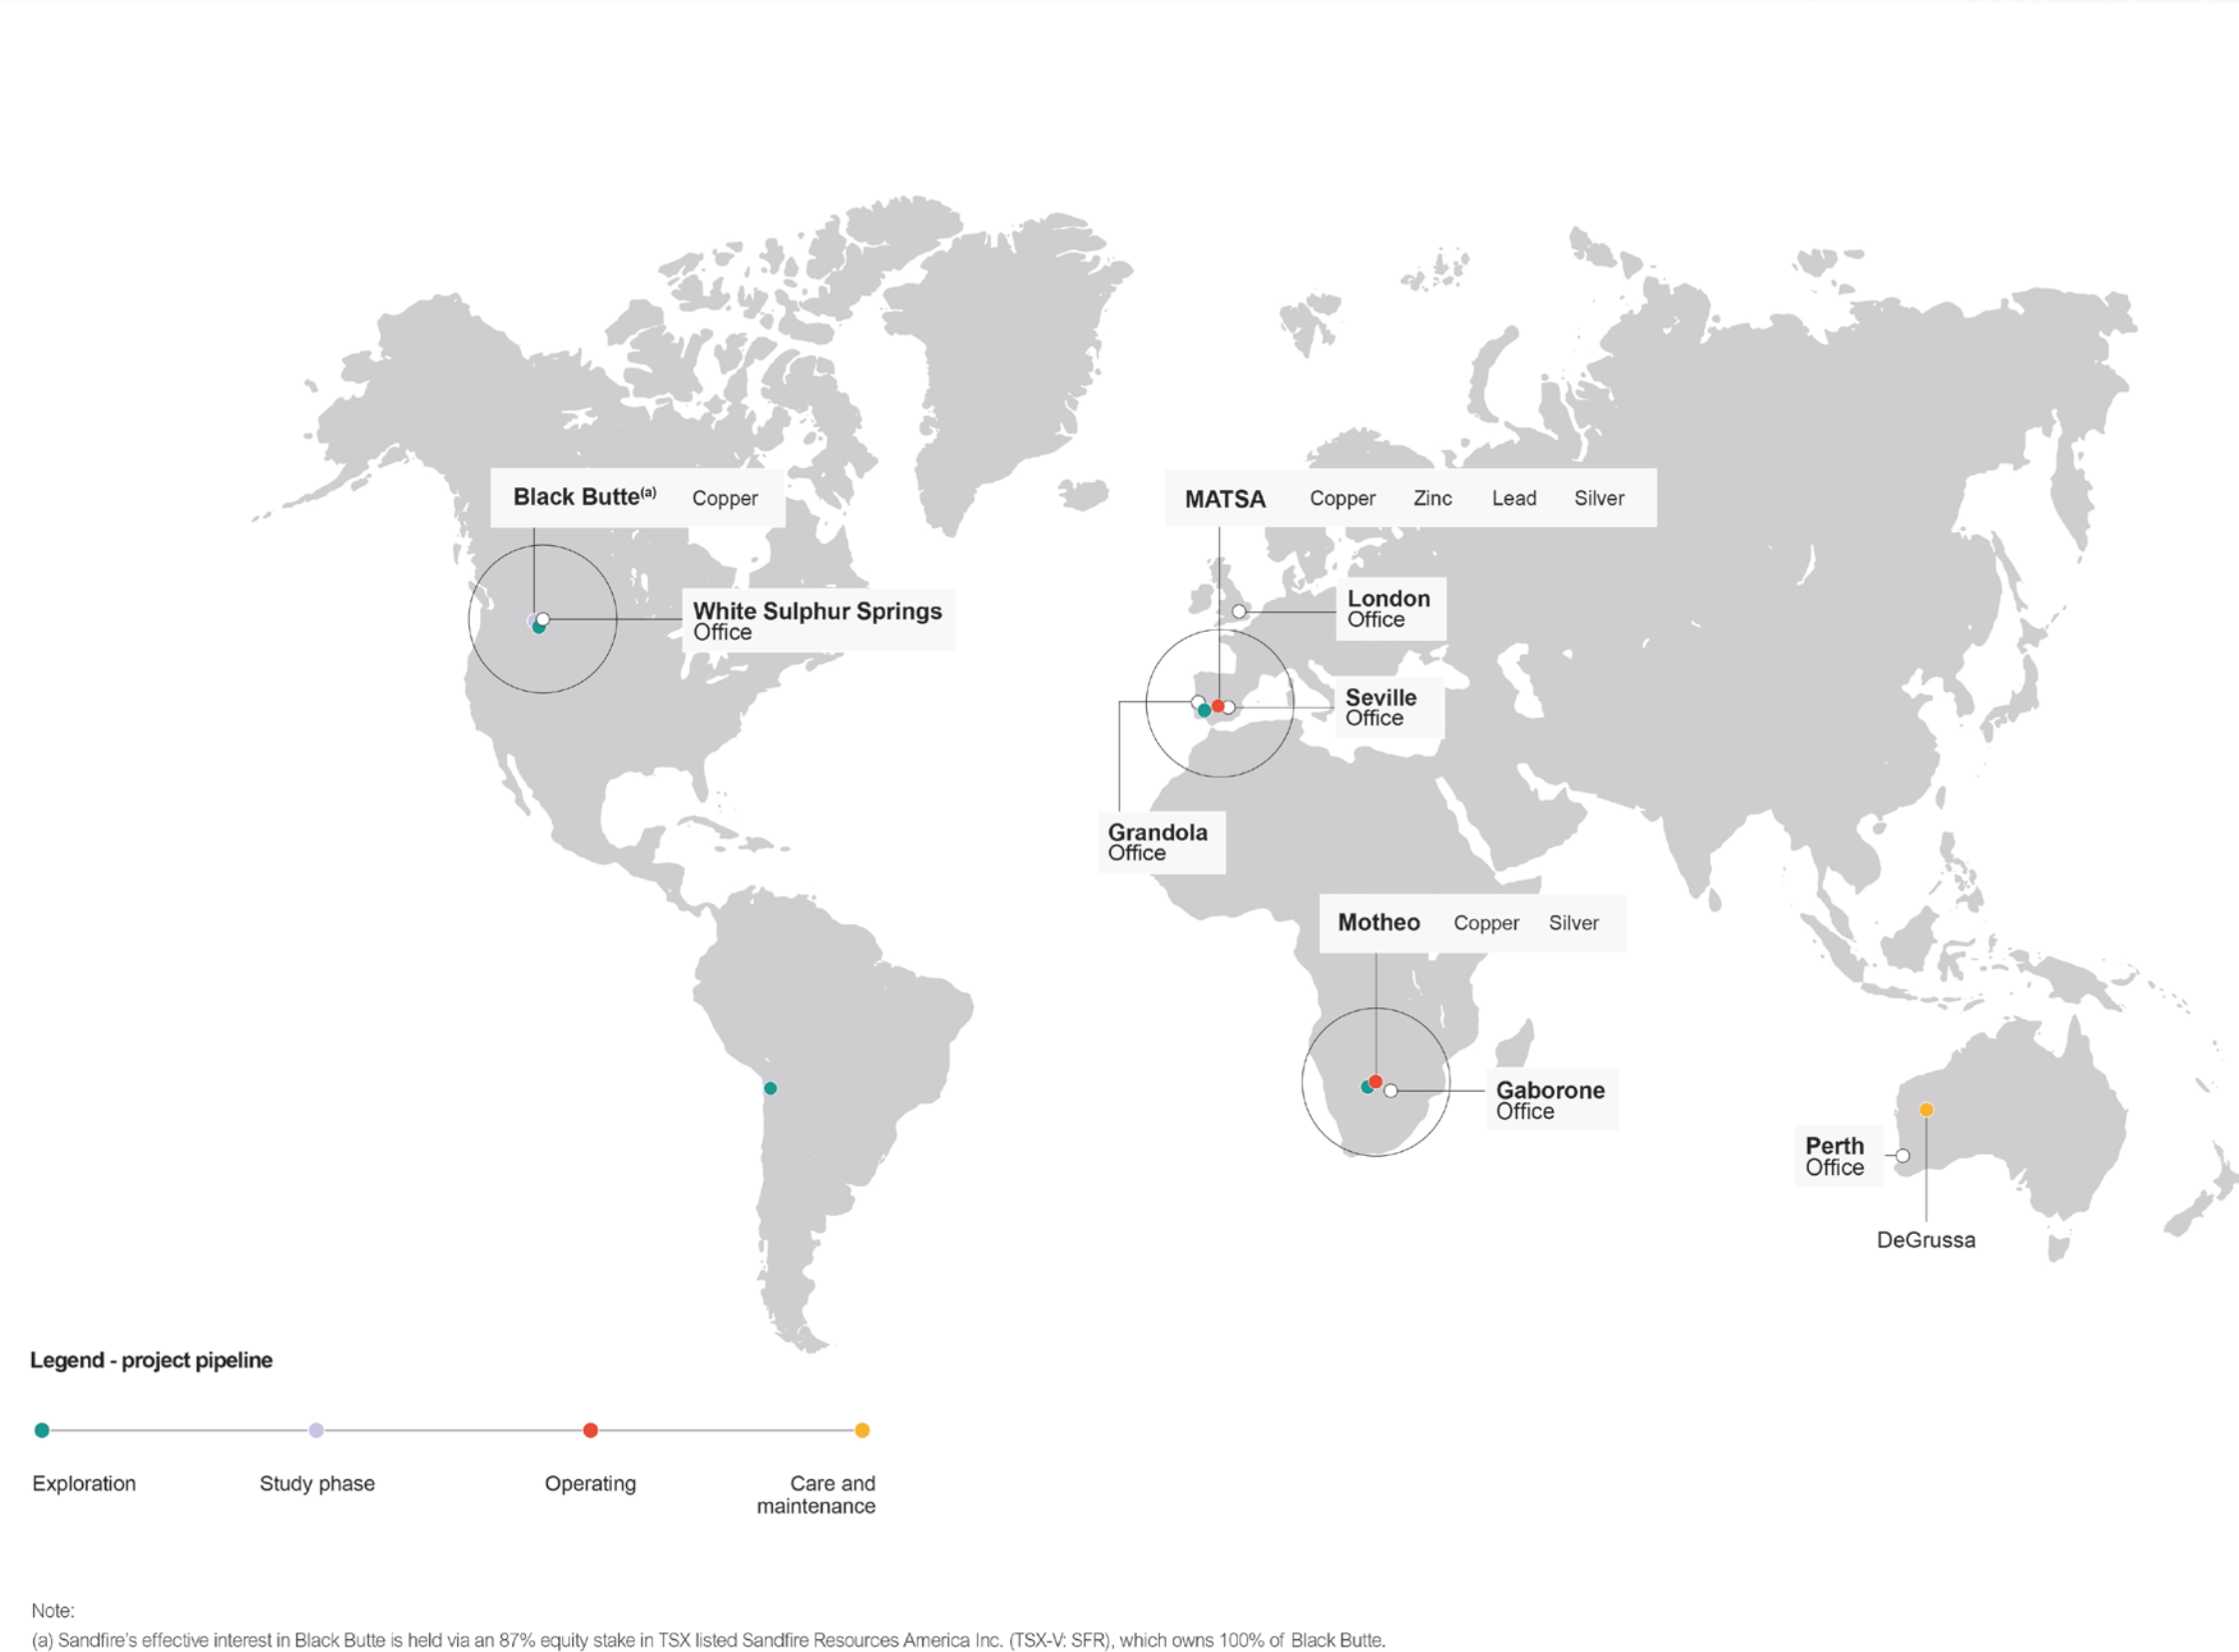 Black Butte(a) Copper
MATSA Copper Zinc Lead Silver
London
Office
White Sulphur Springs
Office
Seville
Office
Grandola
Office
Motheo Copper Silver
Gaborone
Office
Perth
Office
DeGrussa
Legend - project pipeline
Exploration
Study phase
Operating
Care and
maintenance
Note:
(a) Sandfire's effective interest in Black Butte is held via an 87% equity stake in TSX listed Sandfire Resources America Inc. (TSX-V: SFR), which owns 100% of Black Butte.